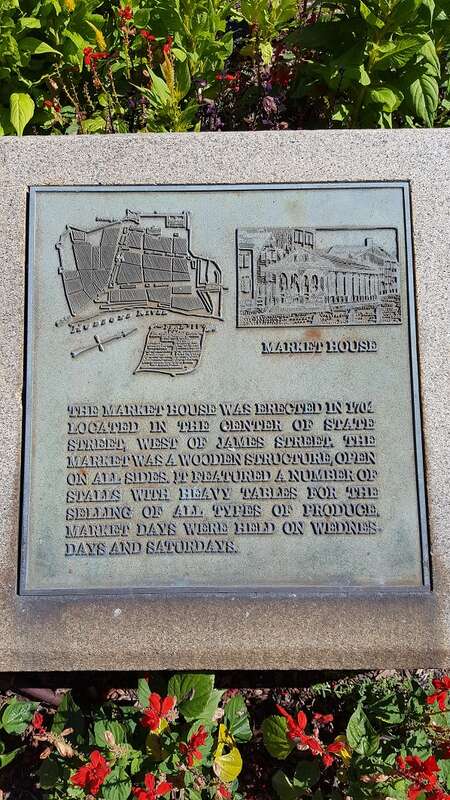 HUDSONS RIVER
MARKET HOUSE
THE MARKET HOUSE WAS ERECTED IN 1704
LOCATED IN THE CENTER OF STATE
STREET, WEST OF JAMES STREET. THE
MARKET WAS A WOODEN STRUCTURE, OPEN
ON ALL SIDES. IT FEATURED A NUMBER OF
STALLS WITH HEAVY TABLES FOR THE
SELLING OF ALL TYPES OF PRODUCE.
MARKET DAYS WERE HELD ON WEDNES-
DAYS AND SATURDAYS.